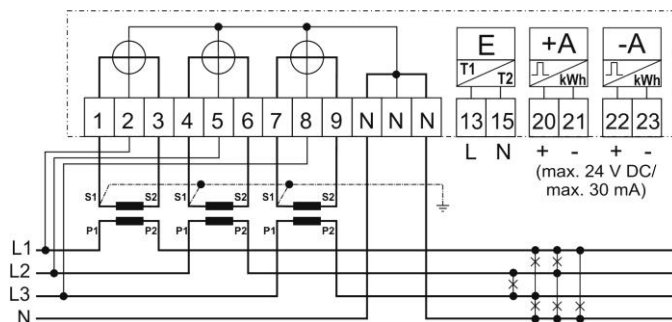 E +A -A
T1 T2 kWh kWh
1 2 3 4 5 6 7 8 9 N N N 13 15 20 21 22 23
L N + - + -
(max. 24 V DC/
max. 30 mA)
S1 S2 S1 S2 S1 S2
P1 P2 P1 P2 P1 P2
L1
L2
L3
N